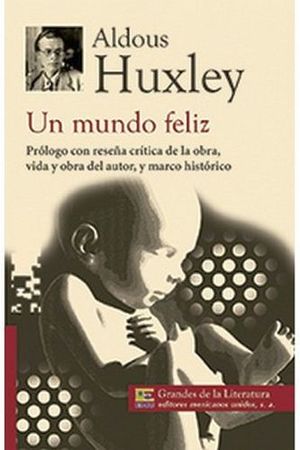 Aldous
Huxley
Un mundo feliz
Prólogo con reseña crítica de la obra,
vida y obra del autor, y marco histórico
Grandes de la Literatura
editores mexicanos unidos, s. a.